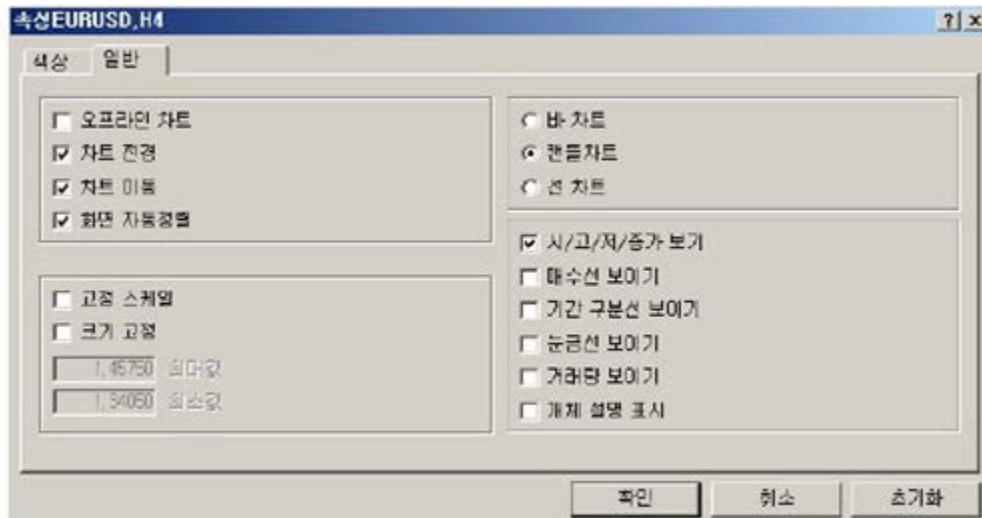 속성EURUSD,H4
색상 일반
오프라인 차트
차트 전경
차트 이동
화면 자동정렬
고정 스케일
크기 고정
1,45750 최대값
1,34050 최소값
바 차트
캔들차트
선 차트
시/고/저/종가 보기
매수선 보이기
기간 구분선 보이기
눈금선 보이기
거래량 보이기
개체 설명 표시
확인 취소 초기화